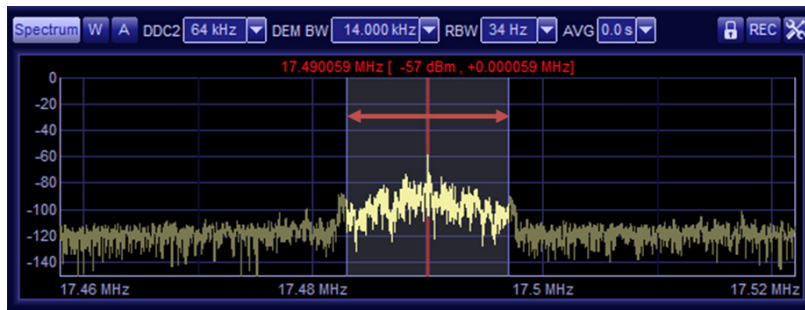 Spectrum W A DDC2 64 kHz DEM BW 14.000 kHz RBW 34 Hz AVG 0.0 s REC
17.490059 MHz [ -57 dBm , +0.000059 MHz]
0
-20
-40
-60
-80
-100
-120
-140
17.46 MHz 17.48 MHz 17.5 MHz 17.52 MHz